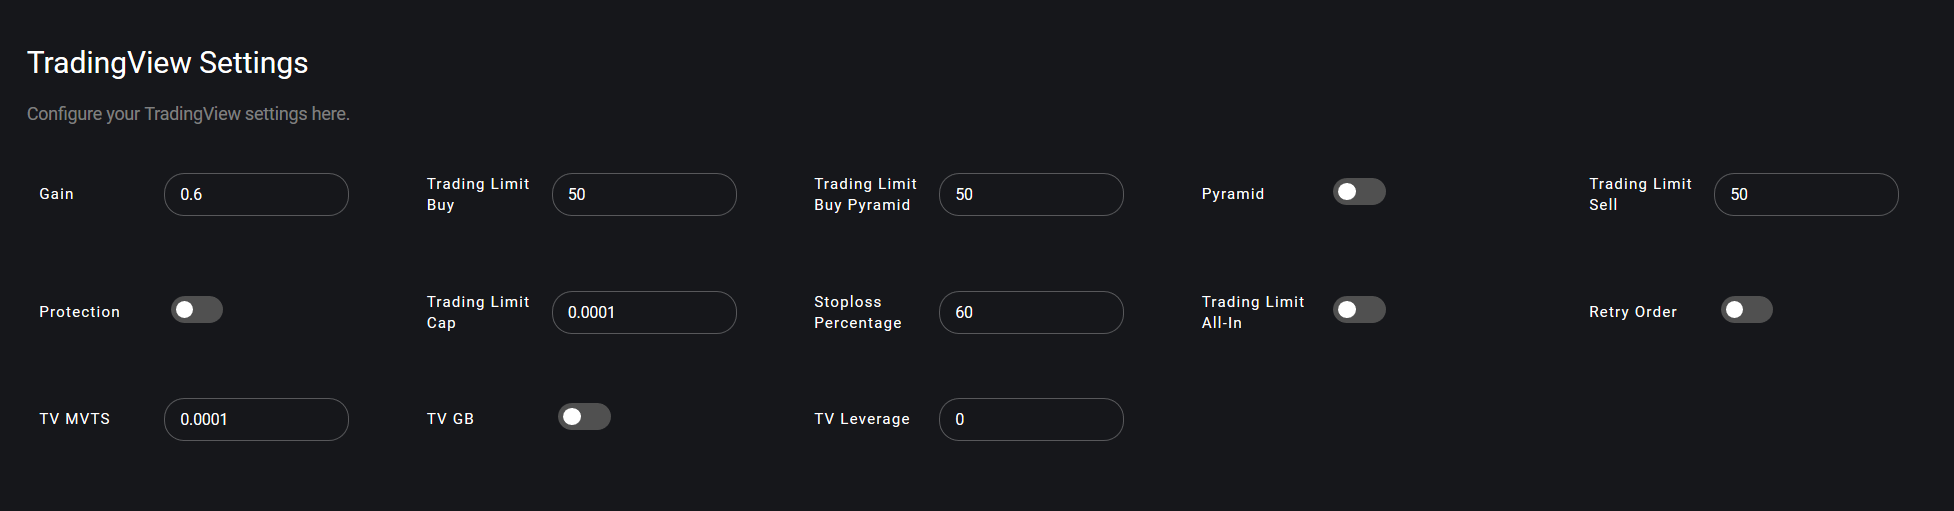 TradingView Settings
Configure your TradingView settings here.
Gain
0.6
Trading Limit
Buy
50
Trading Limit
Buy Pyramid
50
Pyramid
Trading Limit
Sell
50
Protection
Trading Limit
Cap
0.0001
Stoploss
Percentage
60
Trading Limit
All-In
Retry Order
TV MVTS
0.0001
TV GB
TV Leverage
0